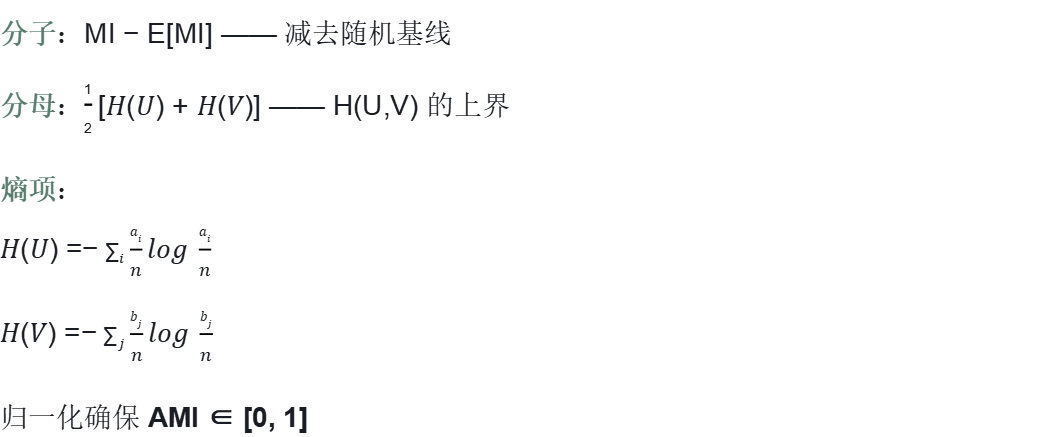 分子：MI − E[MI] —— 减去随机基线
分母：½[H(U) + H(V)] —— H(U,V) 的上界
熵项：
H(U) =− ∑ᵢ aᵢ/n log aᵢ/n
H(V) =− ∑ⱼ bⱼ/n log bⱼ/n
归一化确保 AMI ∈ [0, 1]